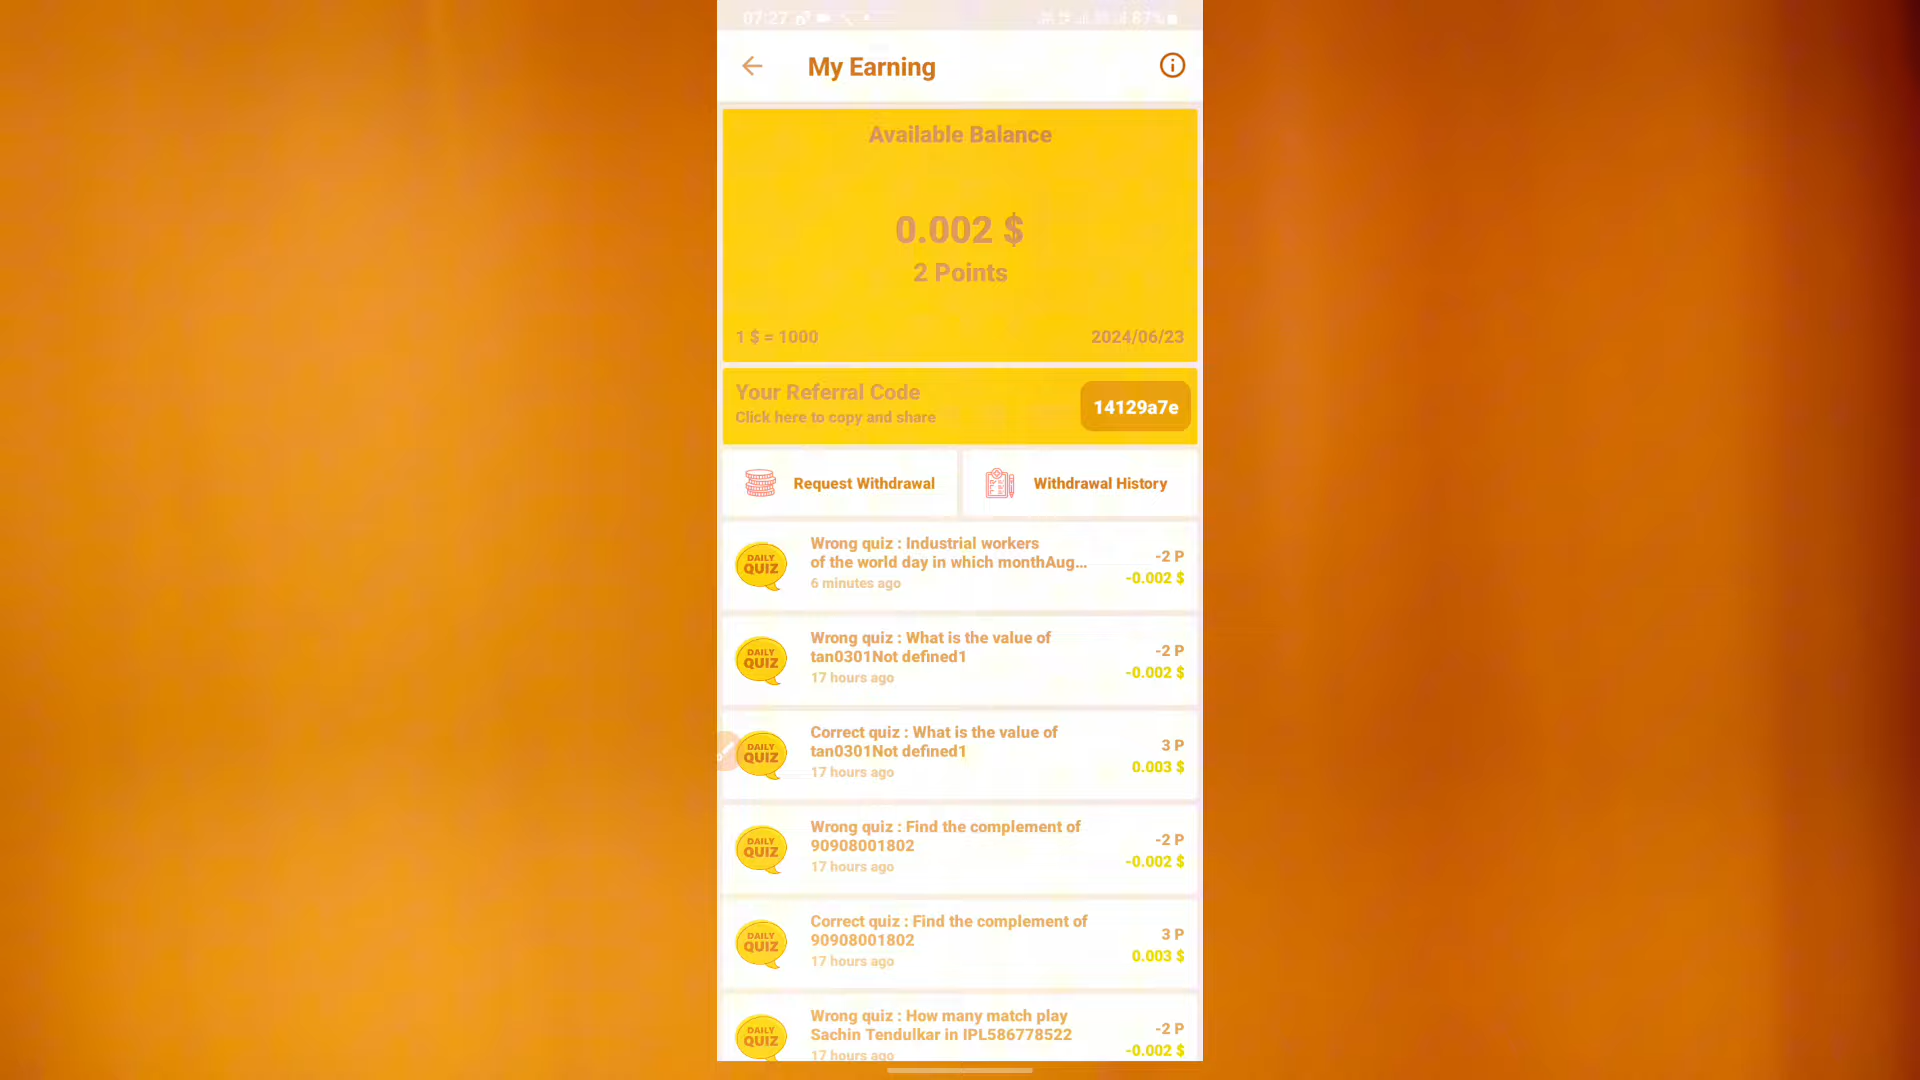 07:27
87%
My Earning
Available Balance
0.002 $
2 Points
1 $ = 1000
2024/06/23
Your Referral Code
Click here to copy and share
14129a7e
Request Withdrawal
Withdrawal History
DAILY
QUIZ
Wrong quiz : Industrial workers
of the world day in which monthAug...
6 minutes ago
-2 P
-0.002 $
DAILY
QUIZ
Wrong quiz : What is the value of
tan0301Not defined1
17 hours ago
-2 P
-0.002 $
DAILY
QUIZ
Correct quiz : What is the value of
tan0301Not defined1
17 hours ago
3 P
0.003 $
DAILY
QUIZ
Wrong quiz : Find the complement of
90908001802
17 hours ago
-2 P
-0.002 $
DAILY
QUIZ
Correct quiz : Find the complement of
90908001802
17 hours ago
3 P
0.003 $
DAILY
QUIZ
Wrong quiz : How many match play
Sachin Tendulkar in IPL586778522
17 hours ago
-2 P
-0.002 $